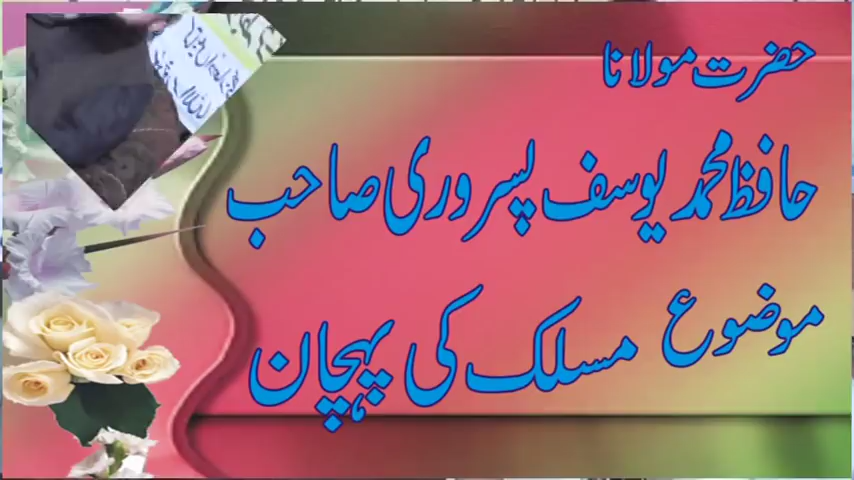 حضرت مولانا
حافظ محمد یوسف پسروری صاحب
موضوع مسلک کی پہچان